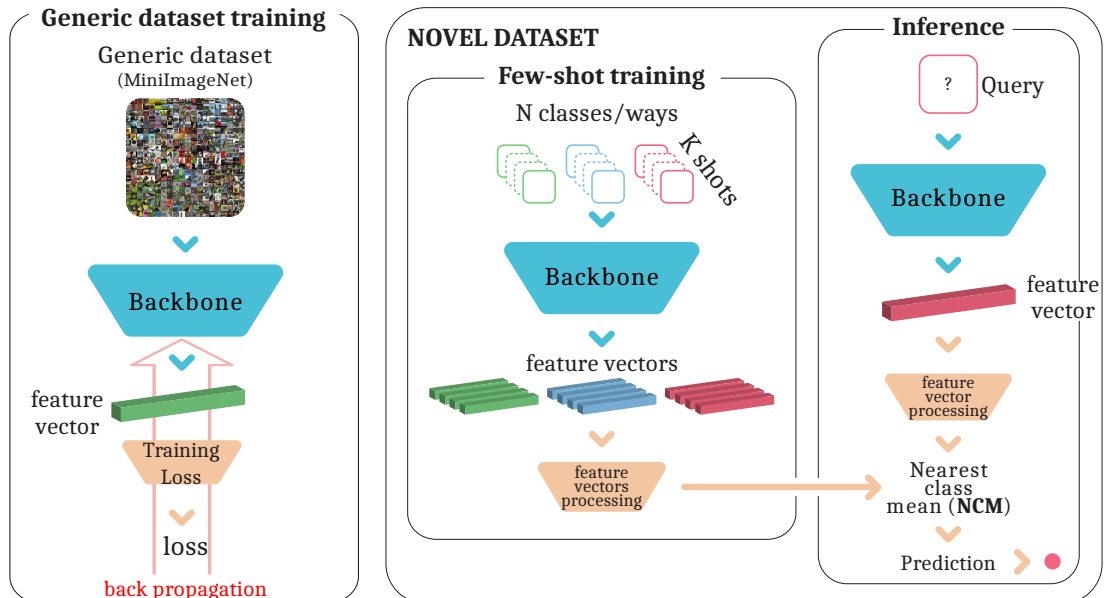 Generic dataset training
Generic dataset
(MiniImageNet)
Backbone
feature
vector
Training
Loss
loss
back propagation
NOVEL DATASET
Few-shot training
N classes/ways
K shots
Backbone
feature vectors
feature
vectors
processing
Inference
?
Query
Backbone
feature
vector
feature
vector
processing
Nearest
class
mean (NCM)
Prediction